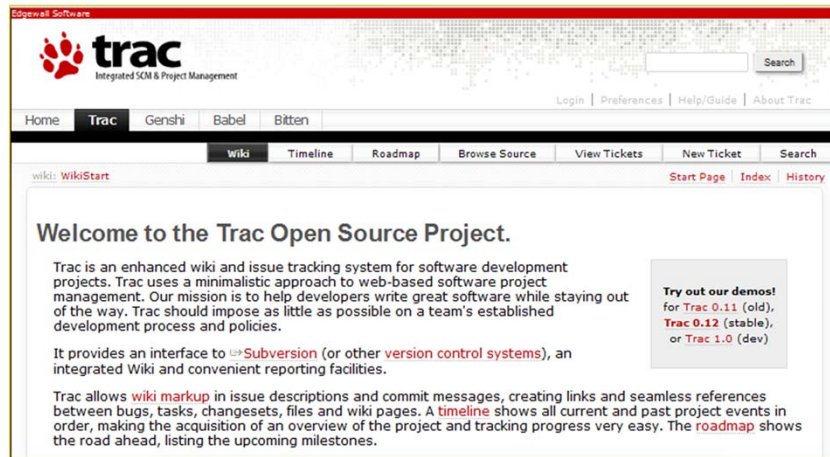 Edgewall Software
trac
Integrated SCM & Project Management
Search
Login | Preferences | Help/Guide | About Trac
Home Trac Genshi Babel Bitten
Wiki Timeline Roadmap Browse Source View Tickets New Ticket Search
wiki: WikiStart
Start Page | Index | History
Welcome to the Trac Open Source Project.
Trac is an enhanced wiki and issue tracking system for software development
projects. Trac uses a minimalistic approach to web-based software project
management. Our mission is to help developers write great software while staying out
of the way. Trac should impose as little as possible on a team's established
development process and policies.
Try out our demos!
for Trac 0.11 (old),
Trac 0.12 (stable),
or Trac 1.0 (dev)
It provides an interface to Subversion (or other version control systems), an
integrated Wiki and convenient reporting facilities.
Trac allows wiki markup in issue descriptions and commit messages, creating links and seamless references
between bugs, tasks, changesets, files and wiki pages. A timeline shows all current and past project events in
order, making the acquisition of an overview of the project and tracking progress very easy. The roadmap shows
the road ahead, listing the upcoming milestones.